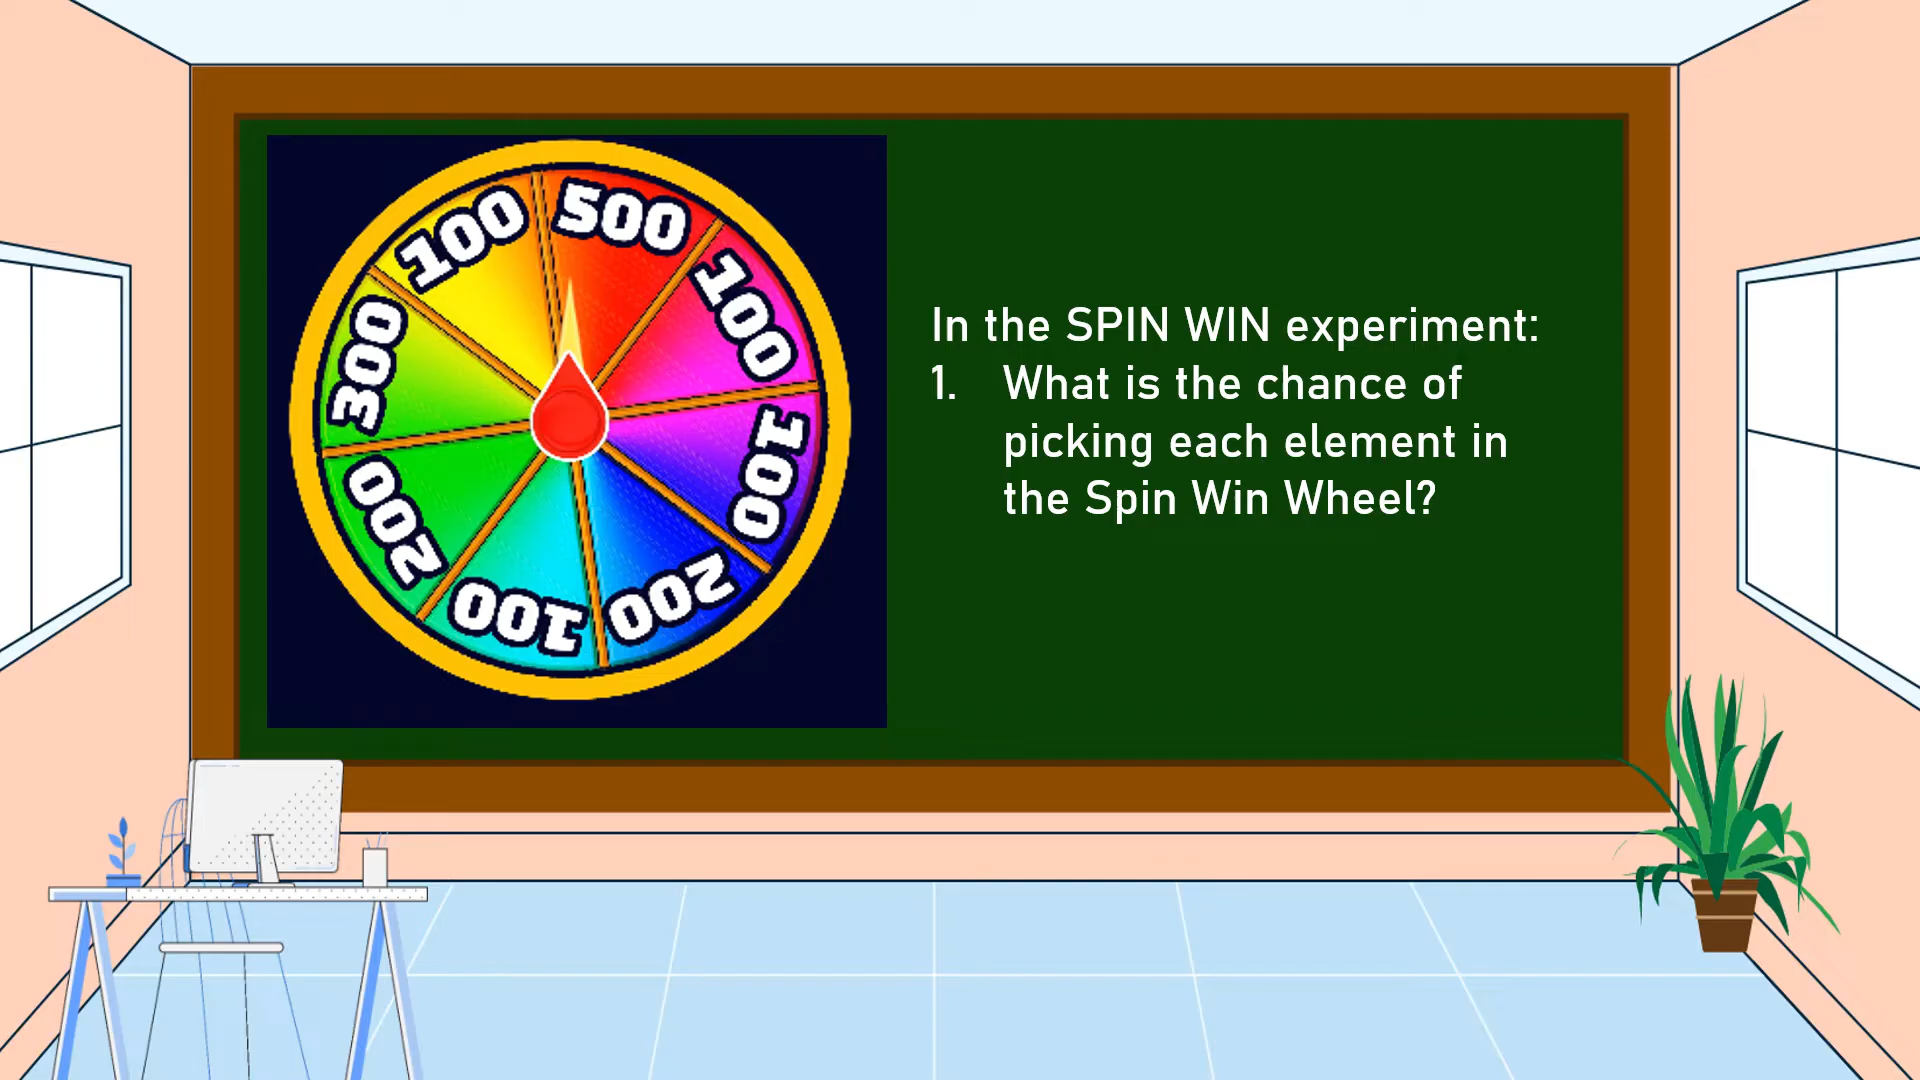 500
100
100
200
100
200
300
100
In the SPIN WIN experiment:
1. What is the chance of
picking each element in
the Spin Win Wheel?